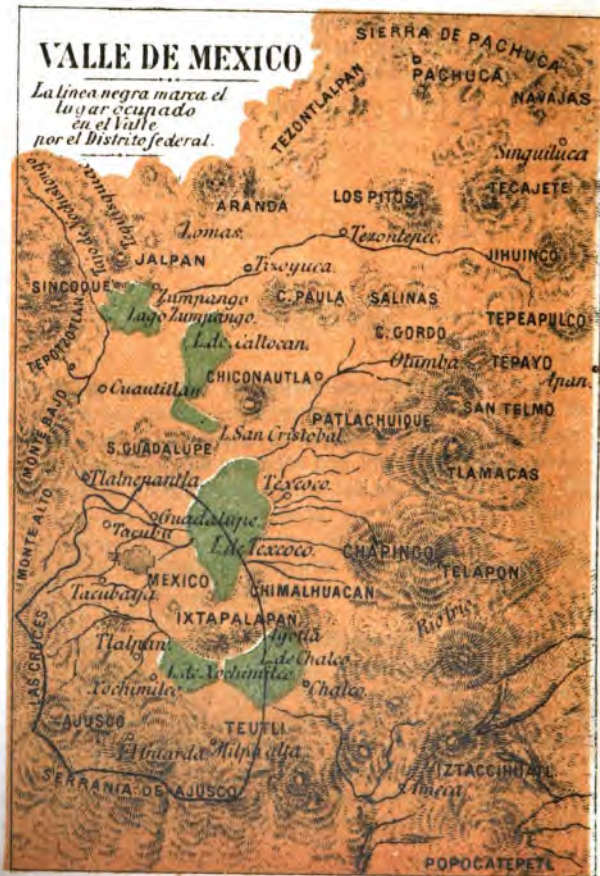 VALLE DE MEXICO
La linea negra marca el
lugar ocupado
en el Valle
por el Distrito federal.
SIERRA DE PACHUCA
PACHUCA
NAVAJAS
TEZONTLALPAN
Singuiluca
TECAJETE
LOS PITOS
ARANDA
Lomas.
Tezontepec.
JIHUINGO
JALPAN
Tizoyuca.
SINCOQUE
Zumpango
Lago Zumpango.
C. PAULA
SALINAS
TEPEAPULCO
C. GORDO
L. de
Otumba
TEPAYO
Apan.
TEPOTZOTLAN
Cuautitlan
CHICONAUTLA
SAN TELMO
PATLACHUIQUE
L. San Cristobal
MONTE BAJO
S. GUADALUPE
TLAMACAS
Tlalnepantla.
Texcoco.
MONTE ALTO
Guadalupe.
Tacuba
L. de Texcoco.
CHAPINGO
TELAPON
MEXICO
CHIMALHUACAN
Tacubaya.
IXTAPALAPAN
Rio frio.
LAS CRUCES
Tlalpan.
Ayotla
L. de Chalco.
L. de Xochimilco
Xochimilco.
Chalco.
AJUSCO
TEUTLI
Milpa alta.
IZTACCIHUATL
SERRANIA DE AJUSCO
Ameca.
POPOCATEPETL